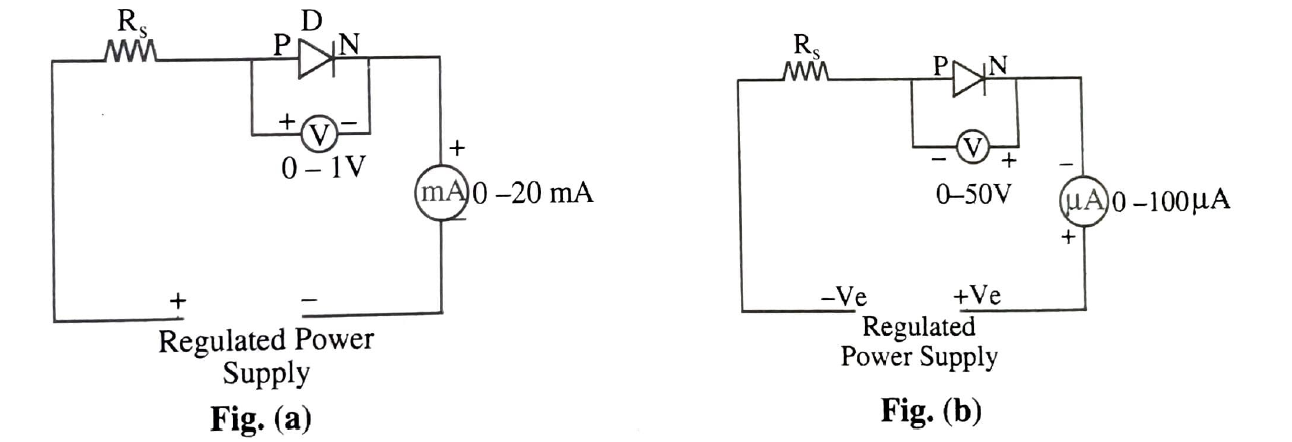 R_s
D
P N
+ V −
0 – 1V
+
mA 0 –20 mA
−
+ −
Regulated Power
Supply
Fig. (a)
R_s
P N
− V +
0–50V
−
μA 0 –100μA
+
–Ve +Ve
Regulated
Power Supply
Fig. (b)